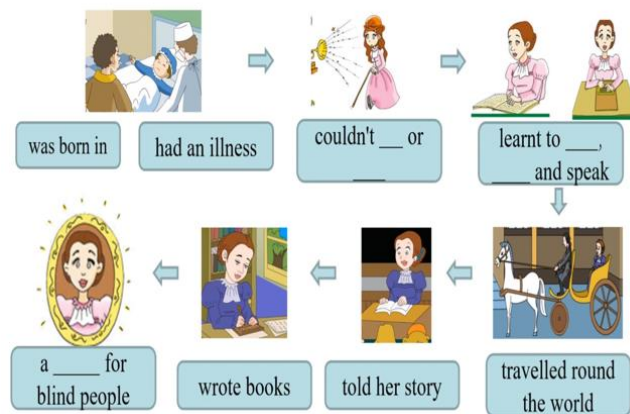 was born in
had an illness
couldn't __ or
____
learnt to ____,
____ and speak
travelled round
the world
told her story
wrote books
a _____ for
blind people